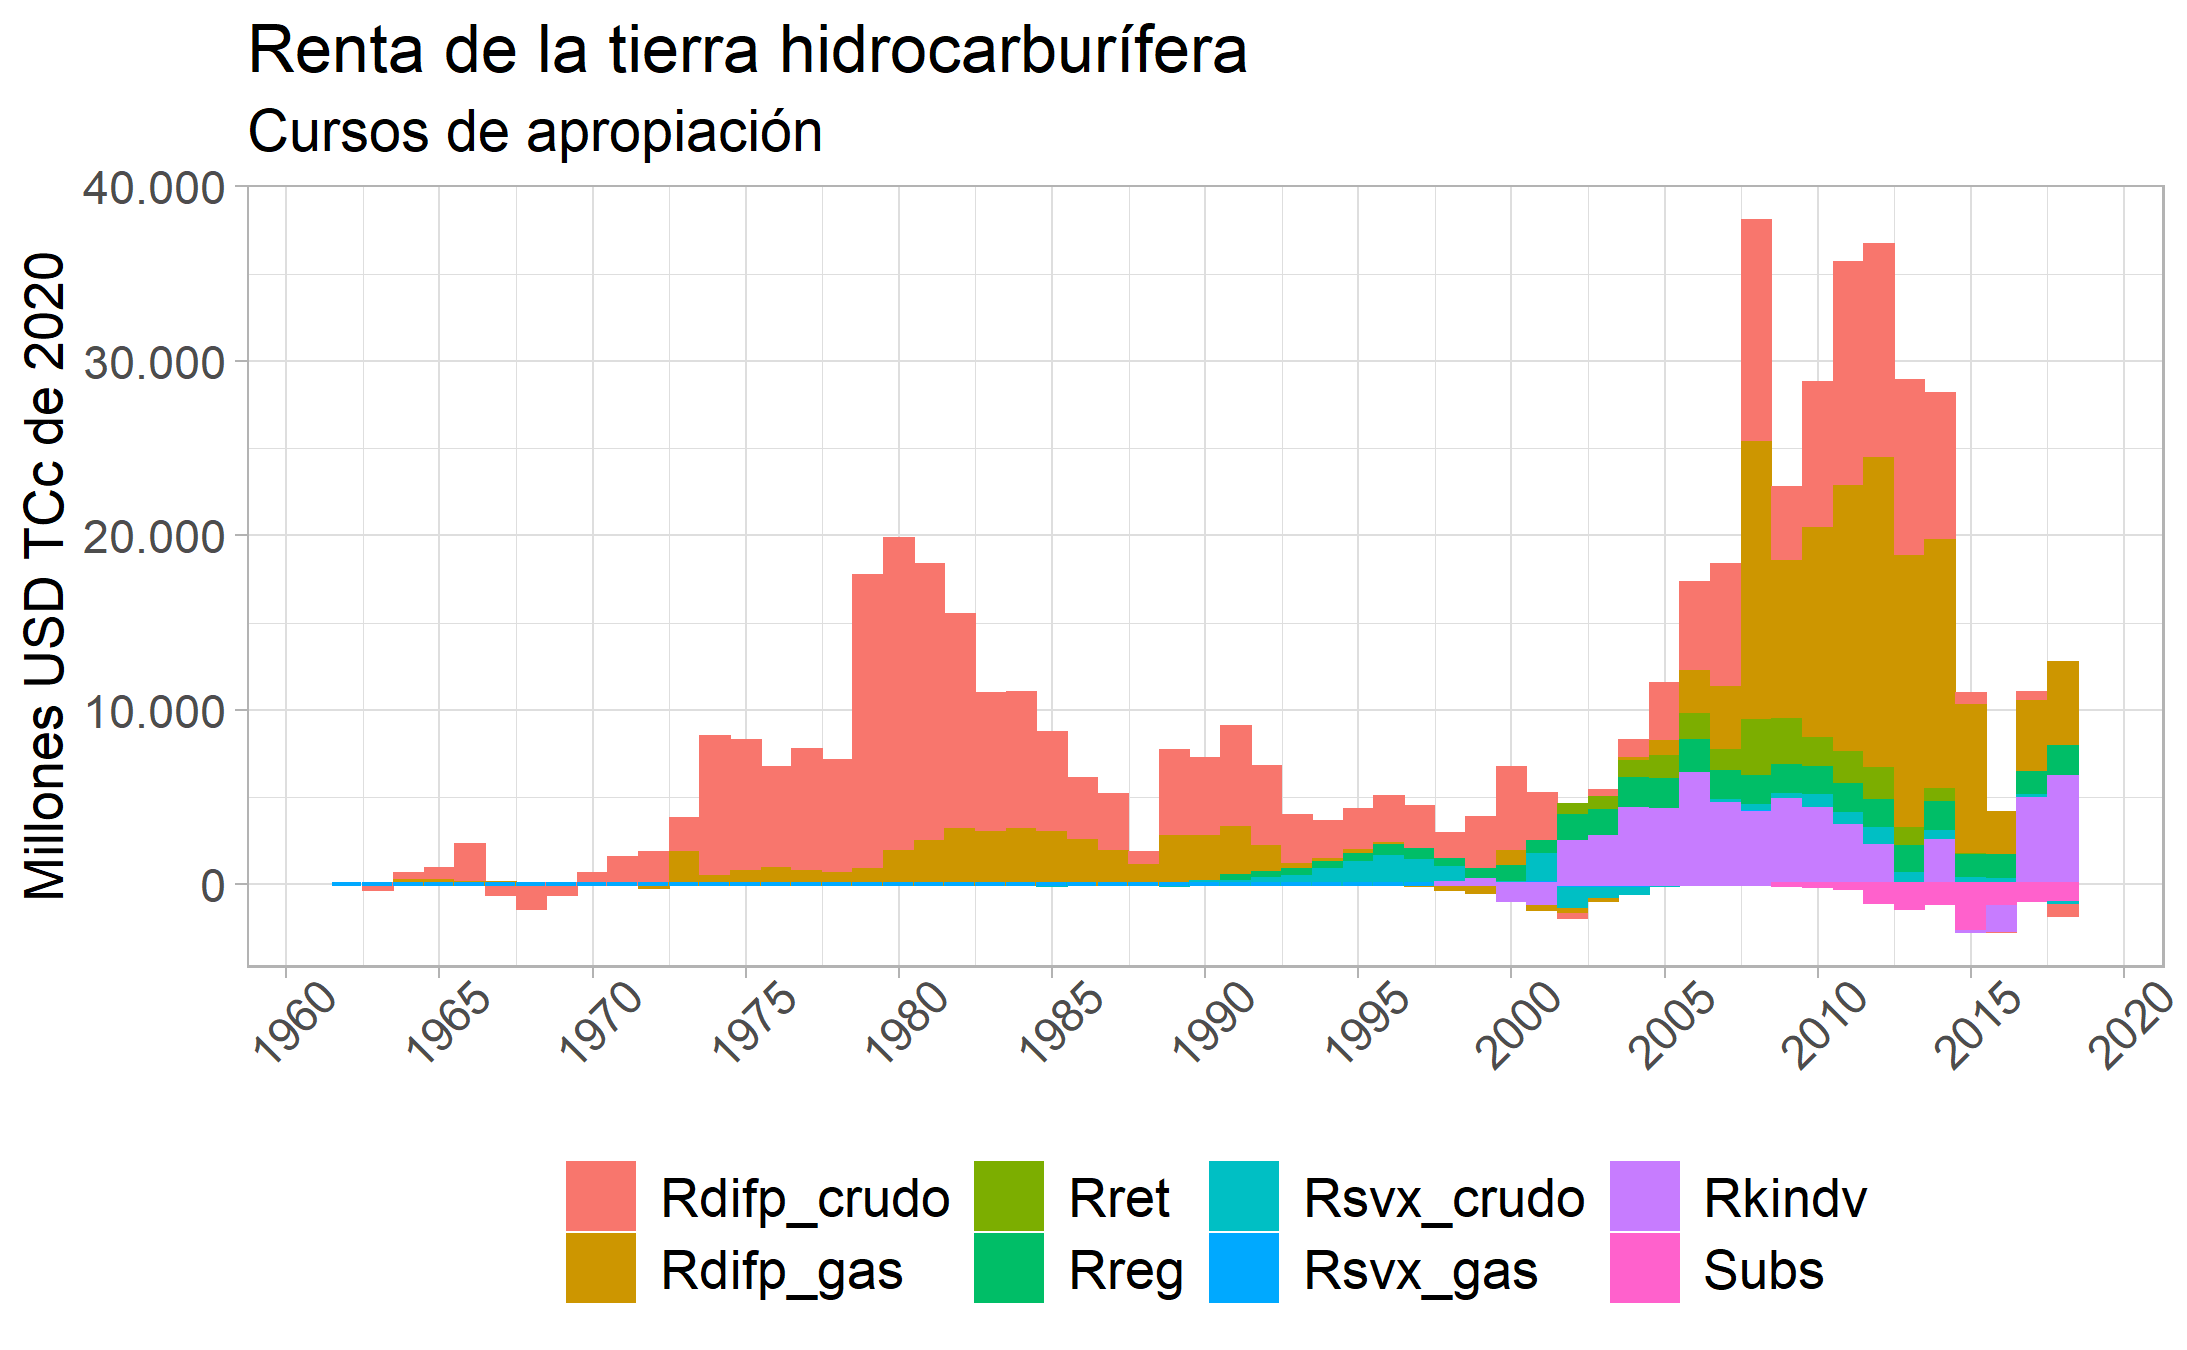 Renta de la tierra hidrocarburífera
Cursos de apropiación
Millones USD TCc de 2020
40.000
30.000
20.000
10.000
0
1960 1965 1970 1975 1980 1985 1990 1995 2000 2005 2010 2015 2020
Rdifp_crudo Rret Rsvx_crudo Rkindv
Rdifp_gas Rreg Rsvx_gas Subs